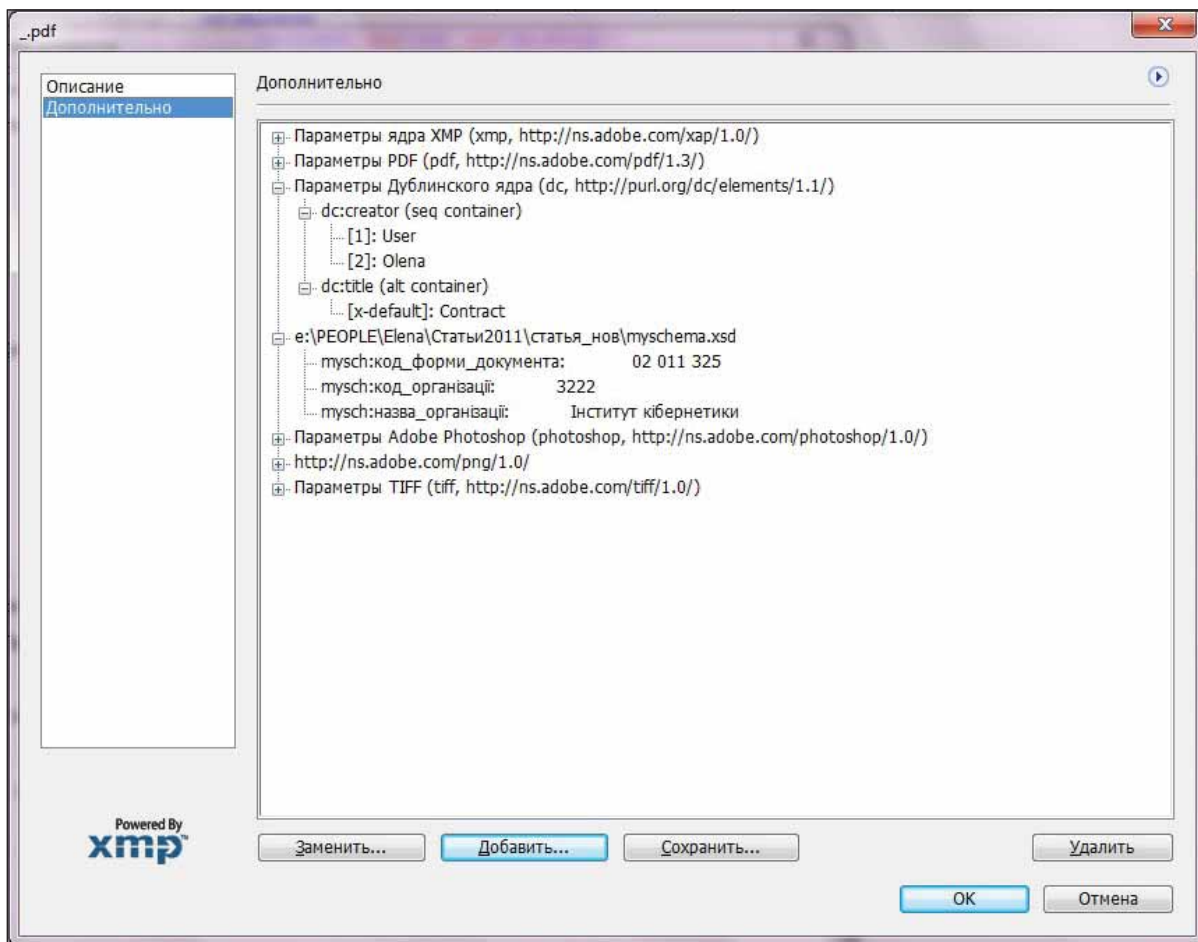 _.pdf
Описание
Дополнительно
Дополнительно
Параметры ядра XMP (xmp, http://ns.adobe.com/xap/1.0/)
Параметры PDF (pdf, http://ns.adobe.com/pdf/1.3/)
Параметры Дублинского ядра (dc, http://purl.org/dc/elements/1.1/)
dc:creator (seq container)
[1]: User
[2]: Olena
dc:title (alt container)
[x-default]: Contract
e:\PEOPLE\Elena\Статьи2011\статья_нов\myschema.xsd
mysch:код_форми_документа: 02 011 325
mysch:код_організації: 3222
mysch:назва_організації: Інститут кібернетики
Параметры Adobe Photoshop (photoshop, http://ns.adobe.com/photoshop/1.0/)
http://ns.adobe.com/png/1.0/
Параметры TIFF (tiff, http://ns.adobe.com/tiff/1.0/)
Powered By
xmp™
Заменить... Добавить... Сохранить... Удалить
OK Отмена